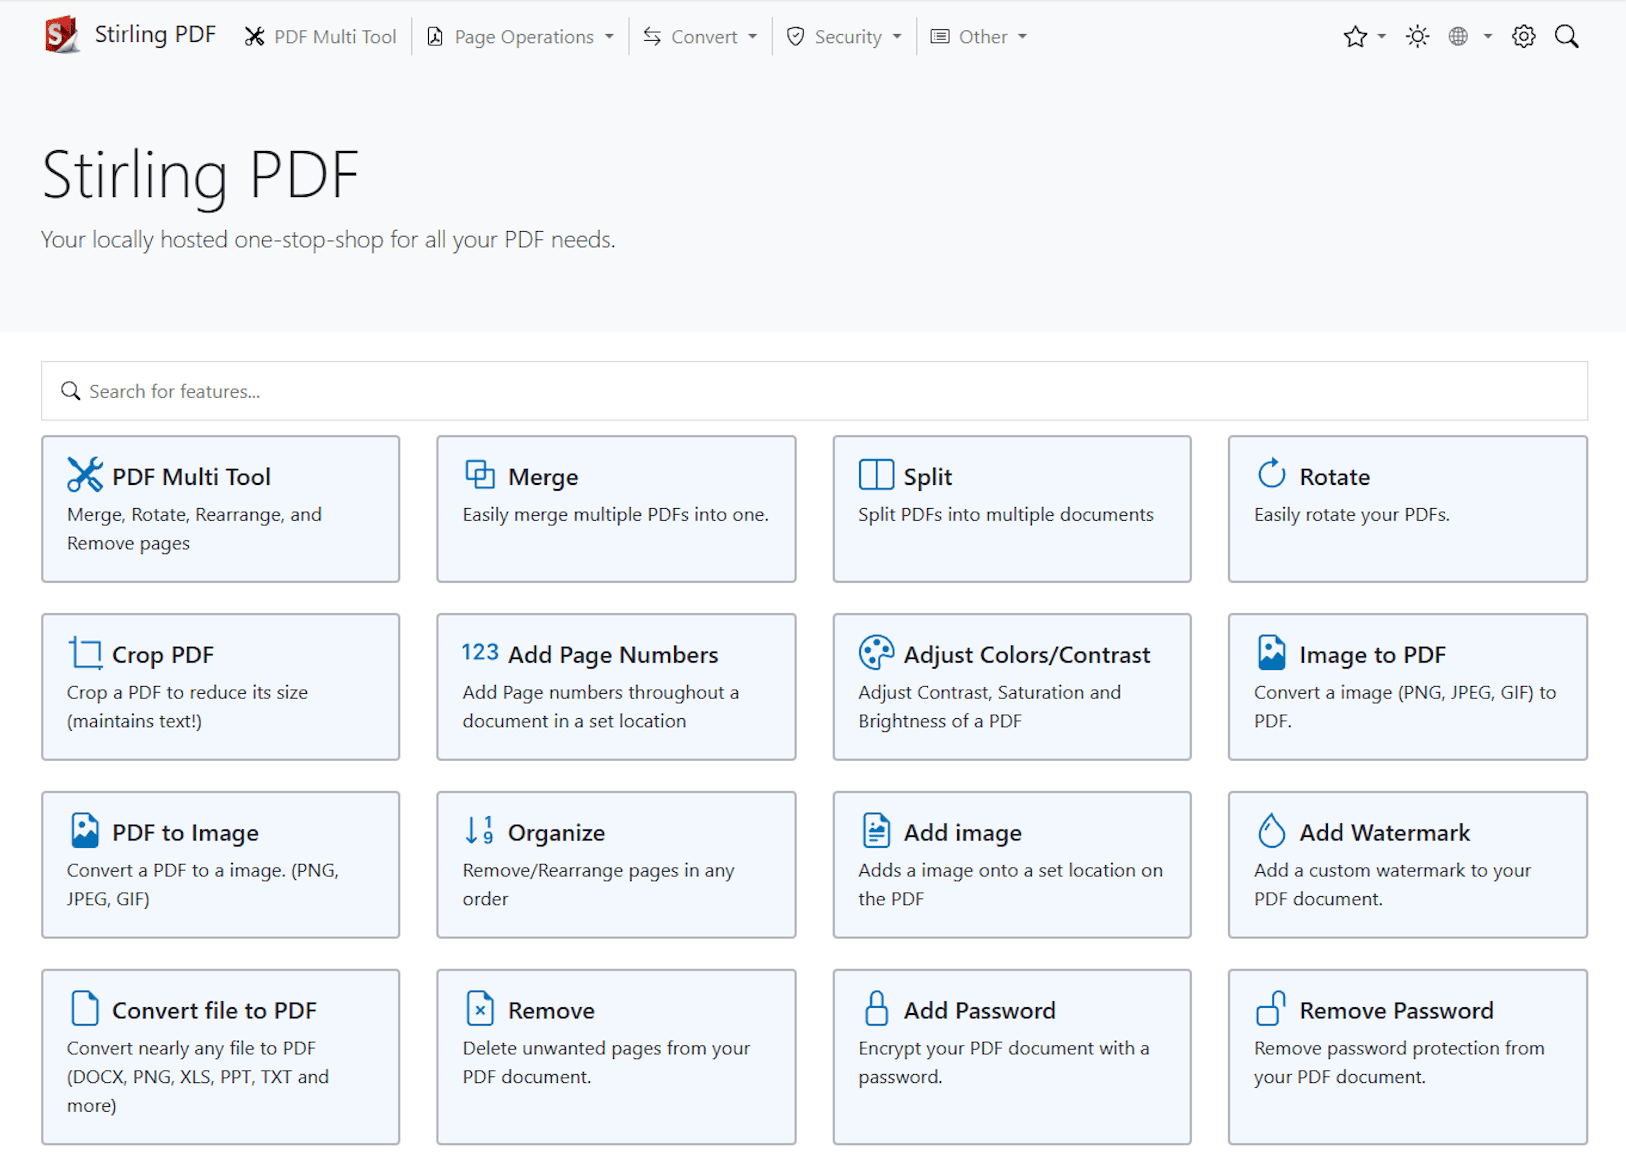 Stirling PDF
PDF Multi Tool
Page Operations
Convert
Security
Other
Stirling PDF
Your locally hosted one-stop-shop for all your PDF needs.
Search for features...
PDF Multi Tool
Merge, Rotate, Rearrange, and
Remove pages
Merge
Easily merge multiple PDFs into one.
Split
Split PDFs into multiple documents
Rotate
Easily rotate your PDFs.
Crop PDF
Crop a PDF to reduce its size
(maintains text!)
123 Add Page Numbers
Add Page numbers throughout a
document in a set location
Adjust Colors/Contrast
Adjust Contrast, Saturation and
Brightness of a PDF
Image to PDF
Convert a image (PNG, JPEG, GIF) to
PDF.
PDF to Image
Convert a PDF to a image. (PNG,
JPEG, GIF)
1
9
Organize
Remove/Rearrange pages in any
order
Add image
Adds a image onto a set location on
the PDF
Add Watermark
Add a custom watermark to your
PDF document.
Convert file to PDF
Convert nearly any file to PDF
(DOCX, PNG, XLS, PPT, TXT and
more)
Remove
Delete unwanted pages from your
PDF document.
Add Password
Encrypt your PDF document with a
password.
Remove Password
Remove password protection from
your PDF document.